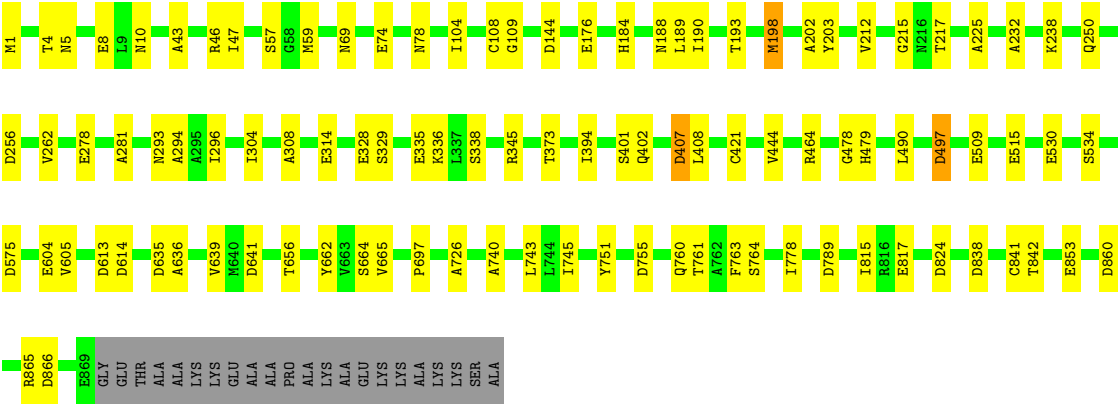 M1 T4 N5 E8 L9 N10 A43 R46 I47 S57 G58 M59 N69 E74 N78 I104 C108 G109 D144 E176 H184 N188 L189 I190 T193 M198 A202 Y203 V212 G215 N216 T217 A225 A232 K238 Q250
D256 V262 E278 A281 N293 A294 A295 I296 I304 A308 E314 E328 S329 E335 K336 L337 S338 R345 T373 I394 S401 Q402 D407 L408 C421 V444 R464 G478 H479 L490 D497 E509 E515 E530 S534
D575 E604 V605 D613 D614 D635 A636 V639 M640 D641 T656 Y662 V663 S664 V665 P697 A726 A740 L743 L744 I745 Y751 D755 Q760 T761 A762 F763 S764 I778 D789 I815 R816 E817 D824 D838 C841 T842 E853 D860
R865 D866 E869 GLY GLU THR ALA ALA LYS LYS GLU ALA ALA PRO ALA LYS ALA GLU LYS LYS ALA LYS LYS SER ALA